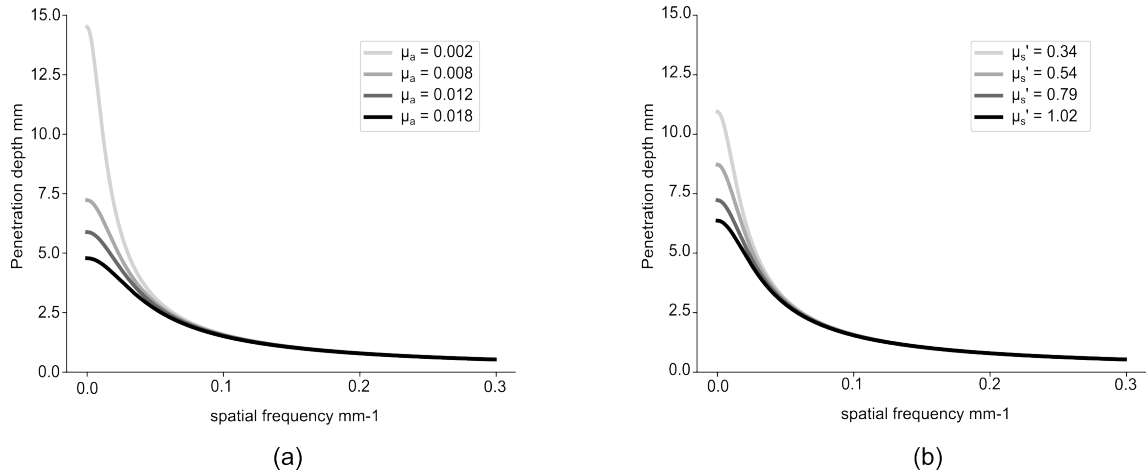 15.0
12.5
10.0
7.5
5.0
2.5
0.0
Penetration depth mm
μa = 0.002
μa = 0.008
μa = 0.012
μa = 0.018
0.0 0.1 0.2 0.3
spatial frequency mm-1
(a)
15.0
12.5
10.0
7.5
5.0
2.5
0.0
Penetration depth mm
μs' = 0.34
μs' = 0.54
μs' = 0.79
μs' = 1.02
0.0 0.1 0.2 0.3
spatial frequency mm-1
(b)